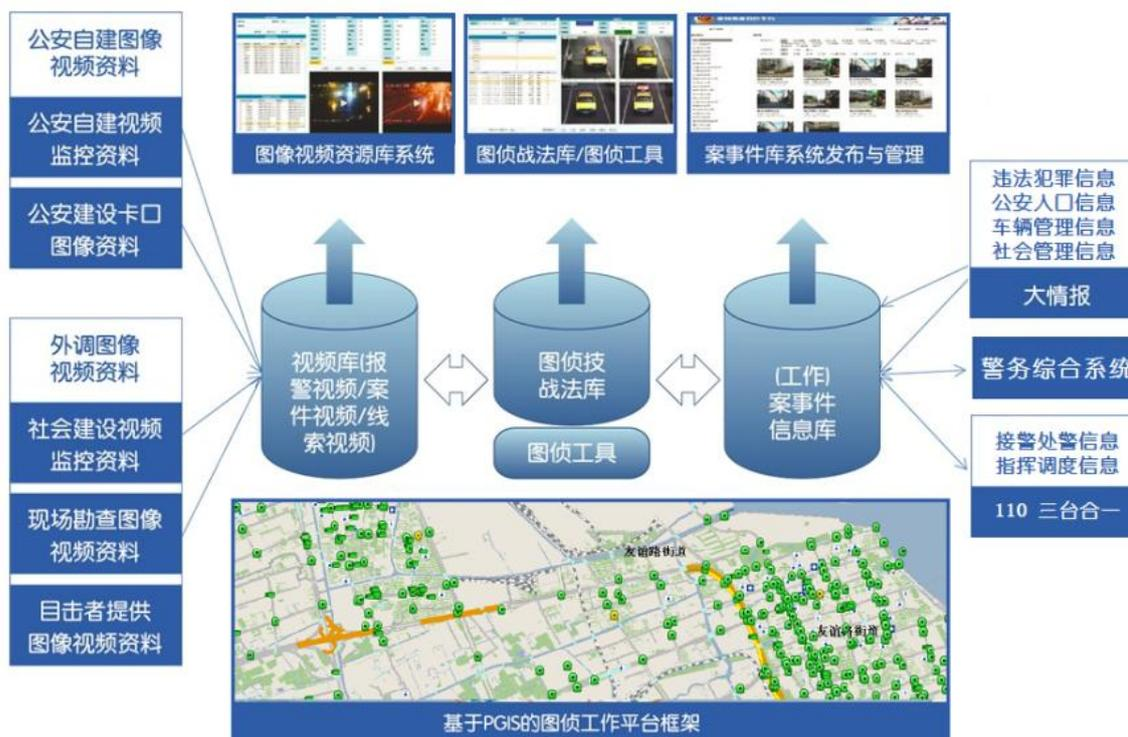 公安自建图像
视频资料
公安自建视频
监控资料
公安建设卡口
图像资料
外调图像
视频资料
社会建设视频
监控资料
现场勘查图像
视频资料
目击者提供
图像视频资料
图像视频资源库系统
图侦战法库/图侦工具
案事件库系统发布与管理
视频库(报
警视频/案
件视频/线
索视频)
图侦技
战法库
图侦工具
(工作)
案事件
信息库
违法犯罪信息
公安人口信息
车辆管理信息
社会管理信息
大情报
警务综合系统
接警处警信息
指挥调度信息
110 三台合一
友谊路街道
友谊路街道
基于PGIS的图侦工作平台框架